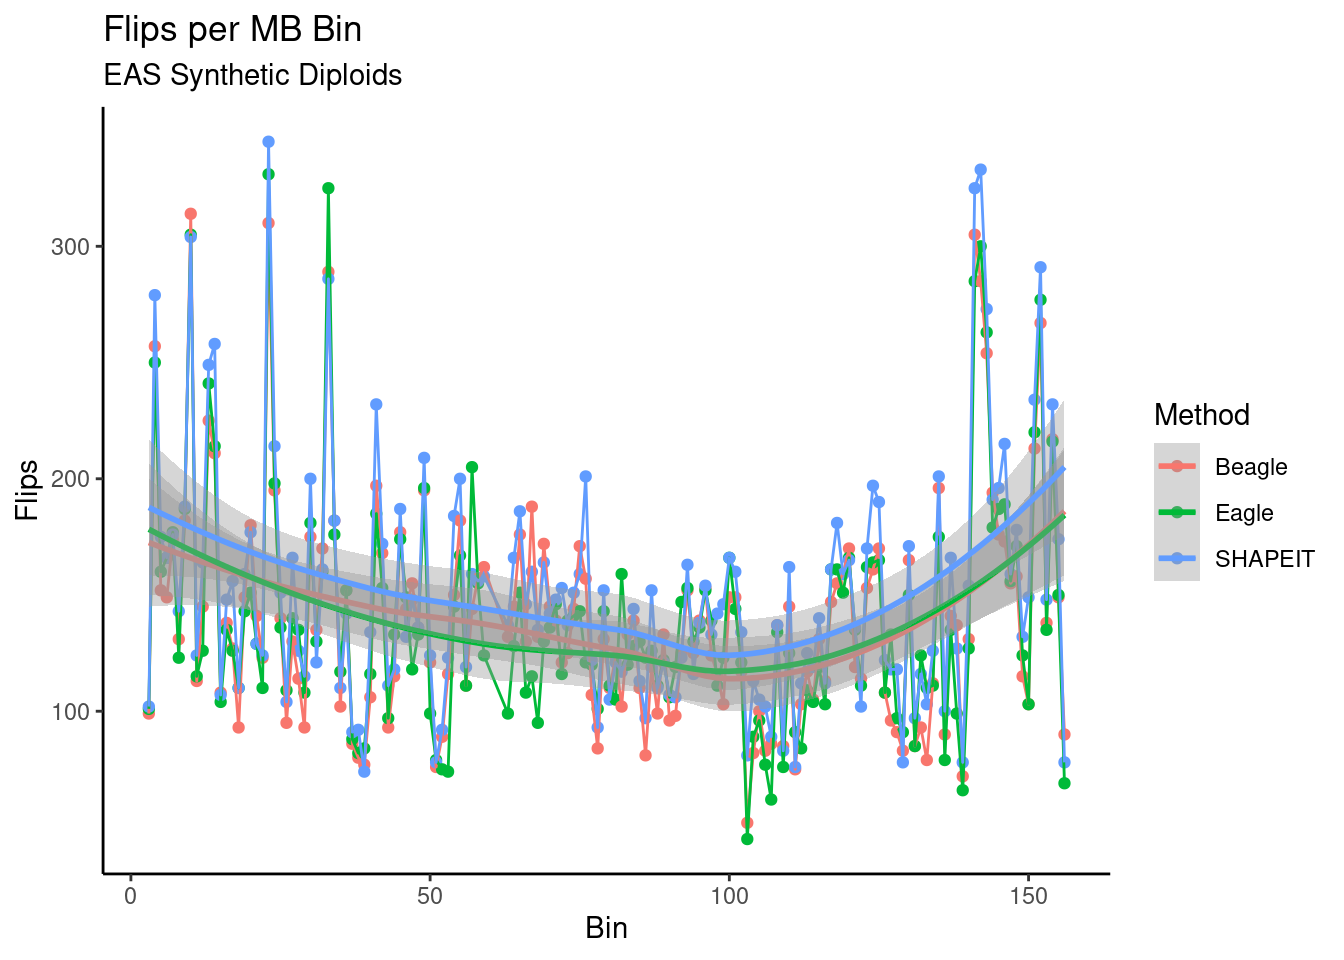 Flips per MB Bin
EAS Synthetic Diploids
Flips
300
200
100
0
50
100
150
Bin
Method
Beagle
Eagle
SHAPEIT